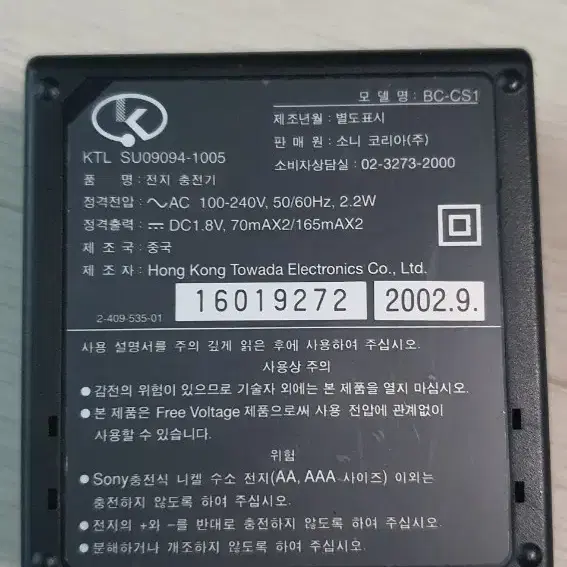 모 델 명 : BC-CS1
제조년월 : 별도표시
판 매 원 : 소니 코리아(주)
소비자상담실 : 02-3273-2000
KTL SU09094-1005
품 명 : 전지 충전기
정격전압 : ~AC 100-240V, 50/60Hz, 2.2W
정격출력 : ⎓ DC1.8V, 70mAX2/165mAX2
제 조 국 : 중국
제 조 자 : Hong Kong Towada Electronics Co., Ltd.
2-409-535-01 16019272 2002.9.
사용 설명서를 주의 깊게 읽은 후에 사용하여 주십시오.
사용상 주의
● 감전의 위험이 있으므로 기술자 외에는 본 제품을 열지 마십시오.
● 본 제품은 Free Voltage 제품으로써 사용 전압에 관계없이
사용할 수 있습니다.
위험
● Sony충전식 니켈 수소 전지(AA, AAA 사이즈) 이외는
충전하지 않도록 하여 주십시오.
● 전지의 +와 -를 반대로 충전하지 않도록 하여 주십시오.
● 분해하거나 개조하지 않도록 하여 주십시오.